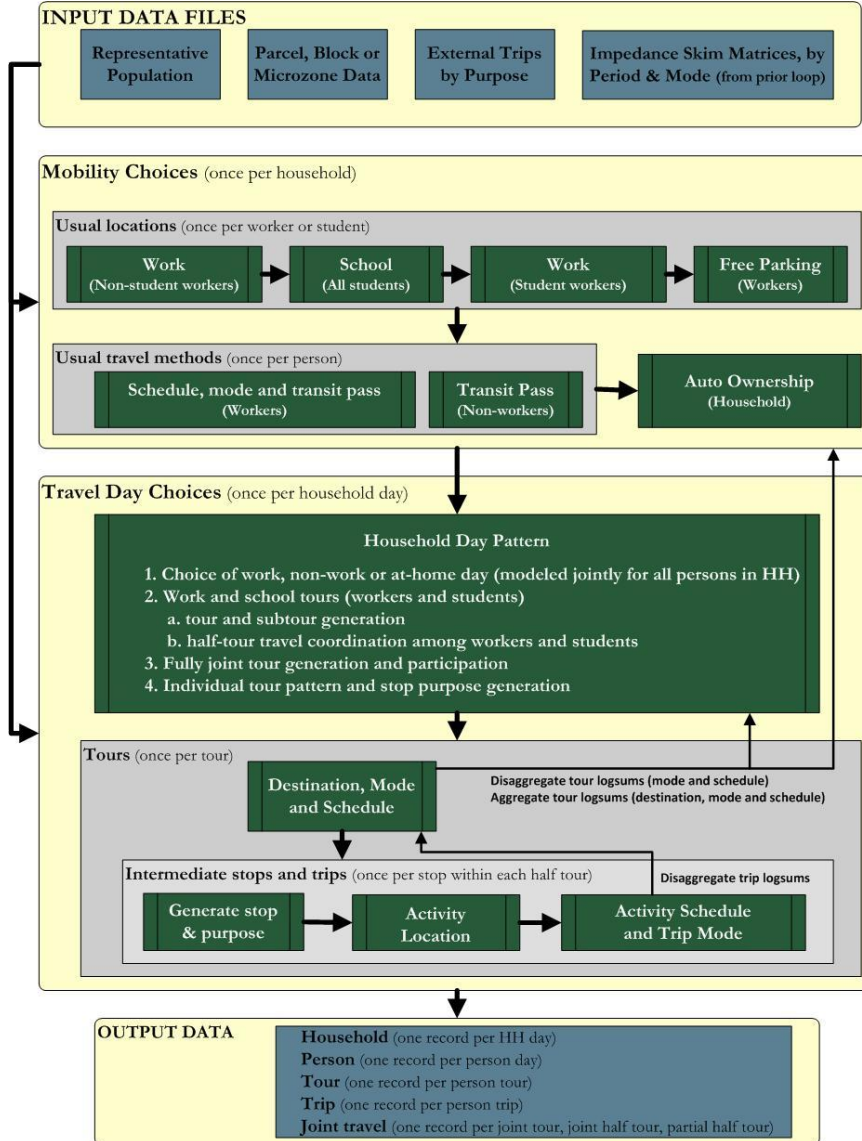 INPUT DATA FILES
Representative
Population
Parcel, Block or
Microzone Data
External Trips
by Purpose
Impedance Skim Matrices, by
Period & Mode (from prior loop)
Mobility Choices (once per household)
Usual locations (once per worker or student)
Work
(Non-student workers)
School
(All students)
Work
(Student workers)
Free Parking
(Workers)
Usual travel methods (once per person)
Schedule, mode and transit pass
(Workers)
Transit Pass
(Non-workers)
Auto Ownership
(Household)
Travel Day Choices (once per household day)
Household Day Pattern
1. Choice of work, non-work or at-home day (modeled jointly for all persons in HH)
2. Work and school tours (workers and students)
a. tour and subtour generation
b. half-tour travel coordination among workers and students
3. Fully joint tour generation and participation
4. Individual tour pattern and stop purpose generation
Tours (once per tour)
Destination, Mode
and Schedule
Disaggregate tour logsums (mode and schedule)
Aggregate tour logsums (destination, mode and schedule)
Intermediate stops and trips (once per stop within each half tour)
Disaggregate trip logsums
Generate stop
& purpose
Activity
Location
Activity Schedule
and Trip Mode
OUTPUT DATA
Household (one record per HH day)
Person (one record per person day)
Tour (one record per person tour)
Trip (one record per person trip)
Joint travel (one record per joint tour, joint half tour, partial half tour)